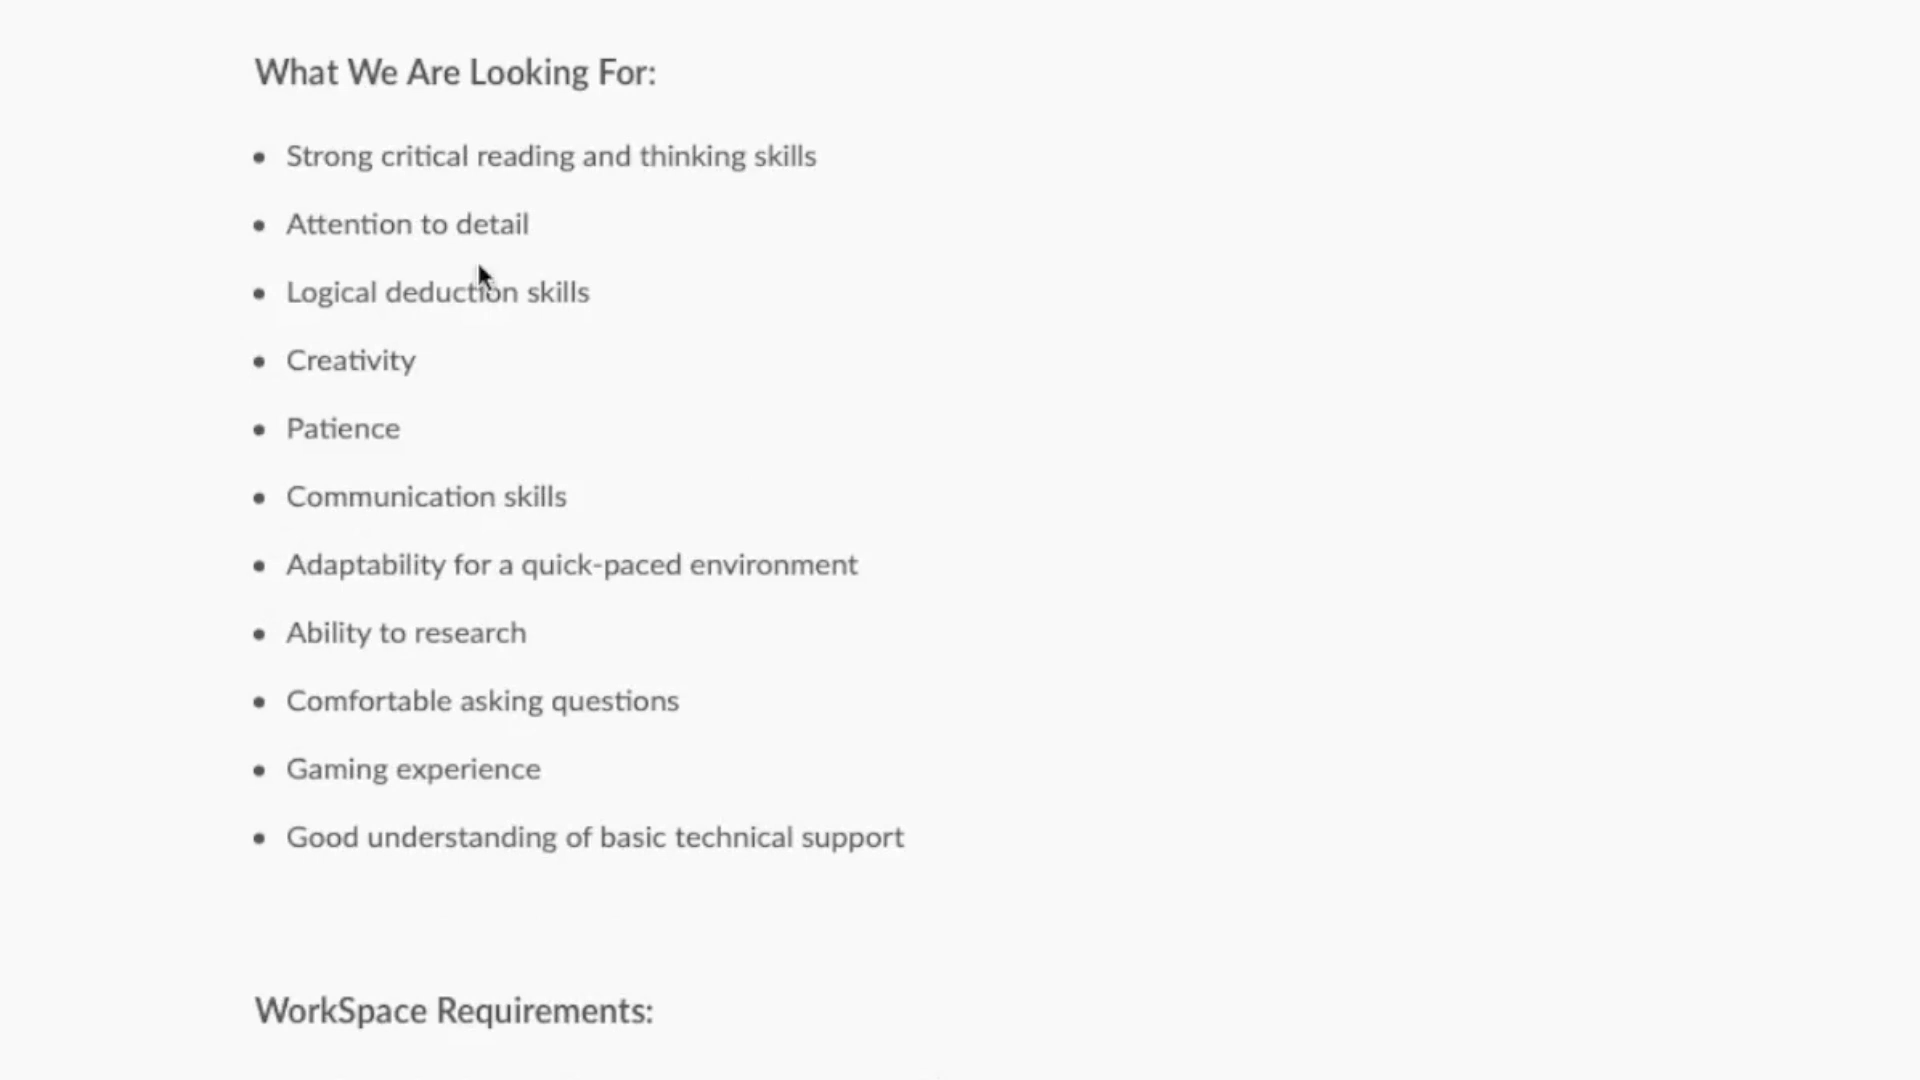 What We Are Looking For:
Strong critical reading and thinking skills
Attention to detail
Logical deduction skills
Creativity
Patience
Communication skills
Adaptability for a quick-paced environment
Ability to research
Comfortable asking questions
Gaming experience
Good understanding of basic technical support
WorkSpace Requirements: